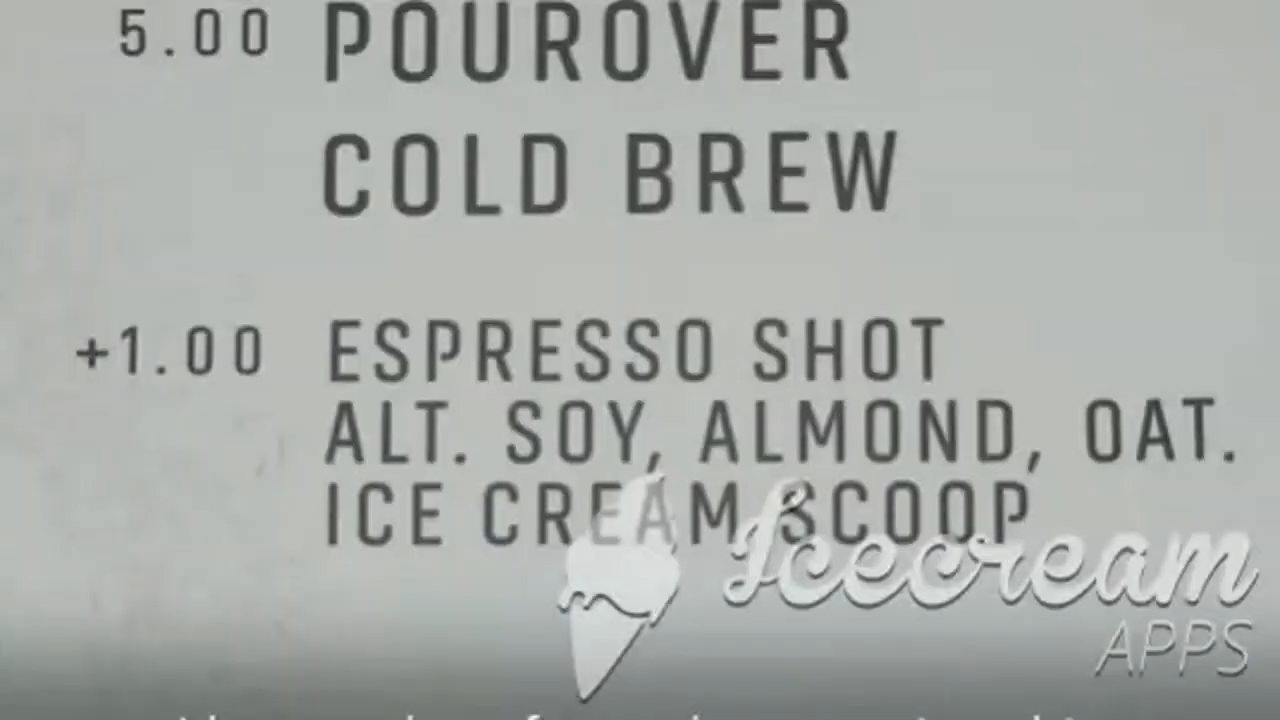 5.00 POUROVER
COLD BREW
+1.00 ESPRESSO SHOT
ALT. SOY, ALMOND, OAT.
ICE CREAM SCOOP
Icecream
APPS